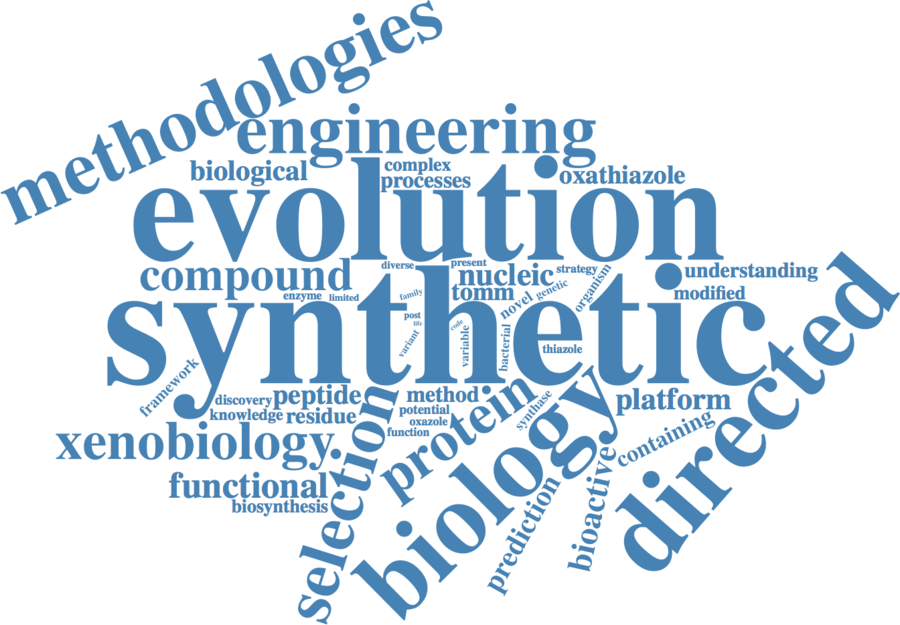 methodologies
engineering
biological
complex
processes
oxathiazole
evolution
compound
diverse
present
nucleic
strategy
understanding
enzyme
limited
family
tomm
novel
genetic
organism
modified
synthetic
post
life
code
variant
variable
bacterial
thiazole
directed
framework
discovery
peptide
method
protein
synthase
platform
knowledge
residue
potential
oxazole
function
containing
xenobiology
selection
biology
functional
biosynthesis
prediction
bioactive